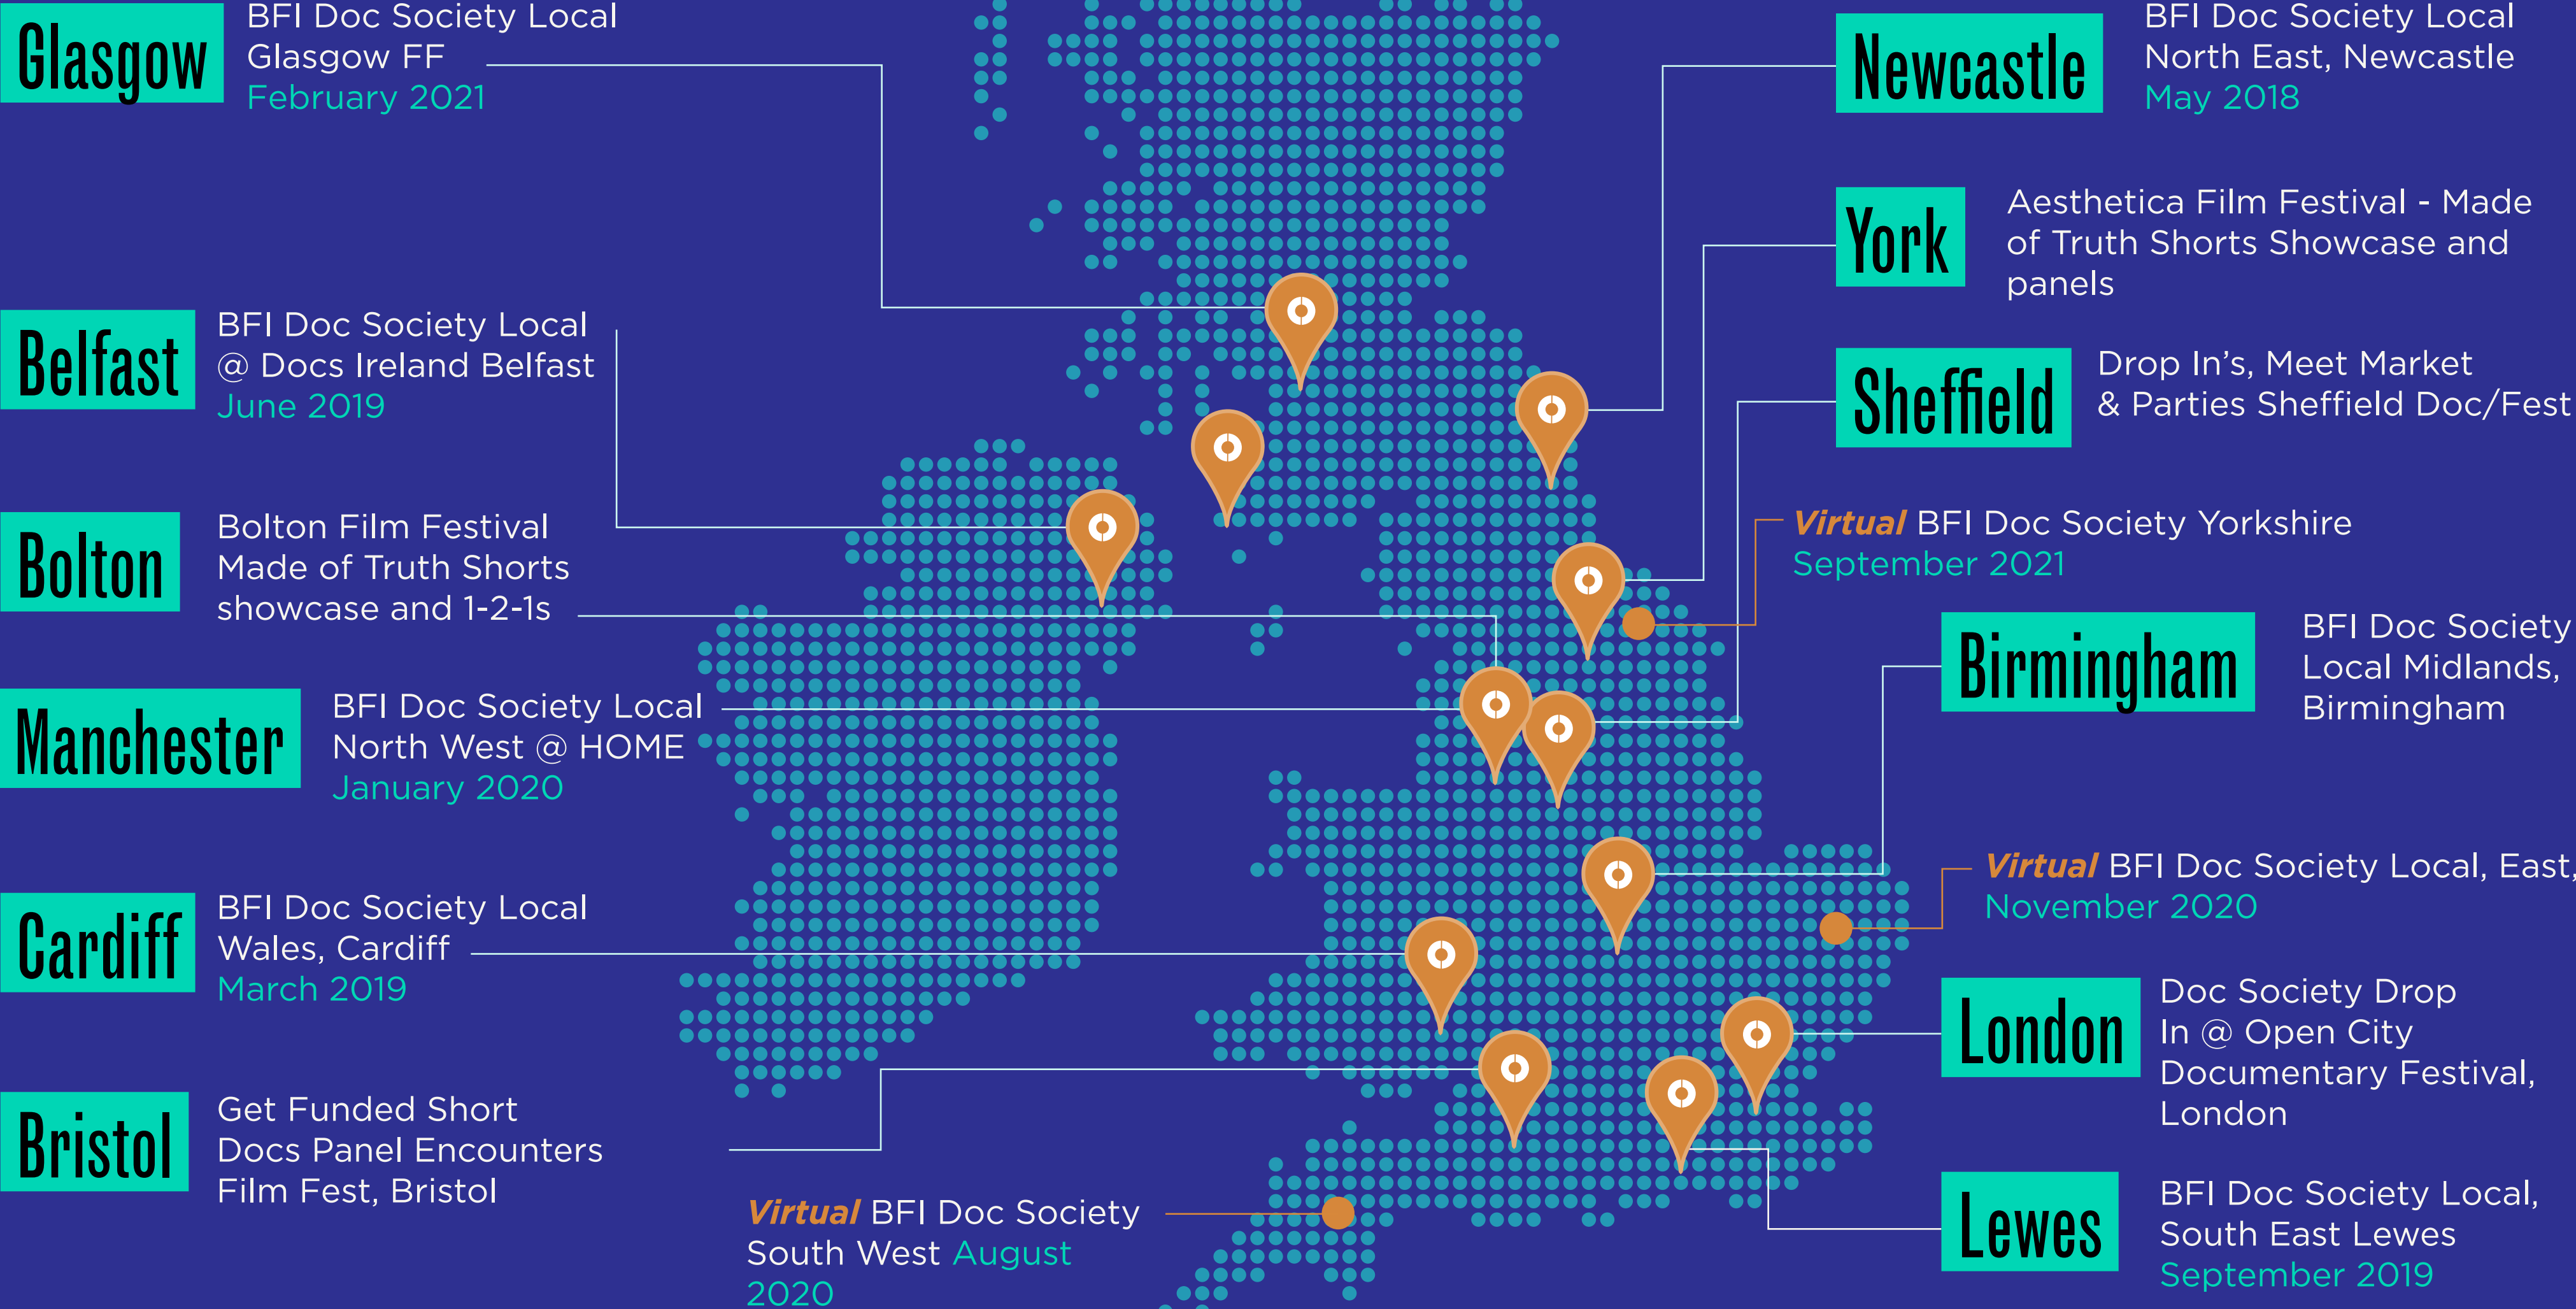 Glasgow
BFI Doc Society Local
Glasgow FF
February 2021
Belfast
BFI Doc Society Local
@ Docs Ireland Belfast
June 2019
Bolton
Bolton Film Festival
Made of Truth Shorts
showcase and 1-2-1s
Manchester
BFI Doc Society Local
North West @ HOME
January 2020
Cardiff
BFI Doc Society Local
Wales, Cardiff
March 2019
Bristol
Get Funded Short
Docs Panel Encounters
Film Fest, Bristol
Virtual BFI Doc Society
South West August
2020
Newcastle
BFI Doc Society Local
North East, Newcastle
May 2018
York
Aesthetica Film Festival - Made
of Truth Shorts Showcase and
panels
Sheffield
Drop In's, Meet Market
& Parties Sheffield Doc/Fest
Virtual BFI Doc Society Yorkshire
September 2021
Birmingham
BFI Doc Society
Local Midlands,
Birmingham
Virtual BFI Doc Society Local, East,
November 2020
London
Doc Society Drop
In @ Open City
Documentary Festival,
London
Lewes
BFI Doc Society Local,
South East Lewes
September 2019